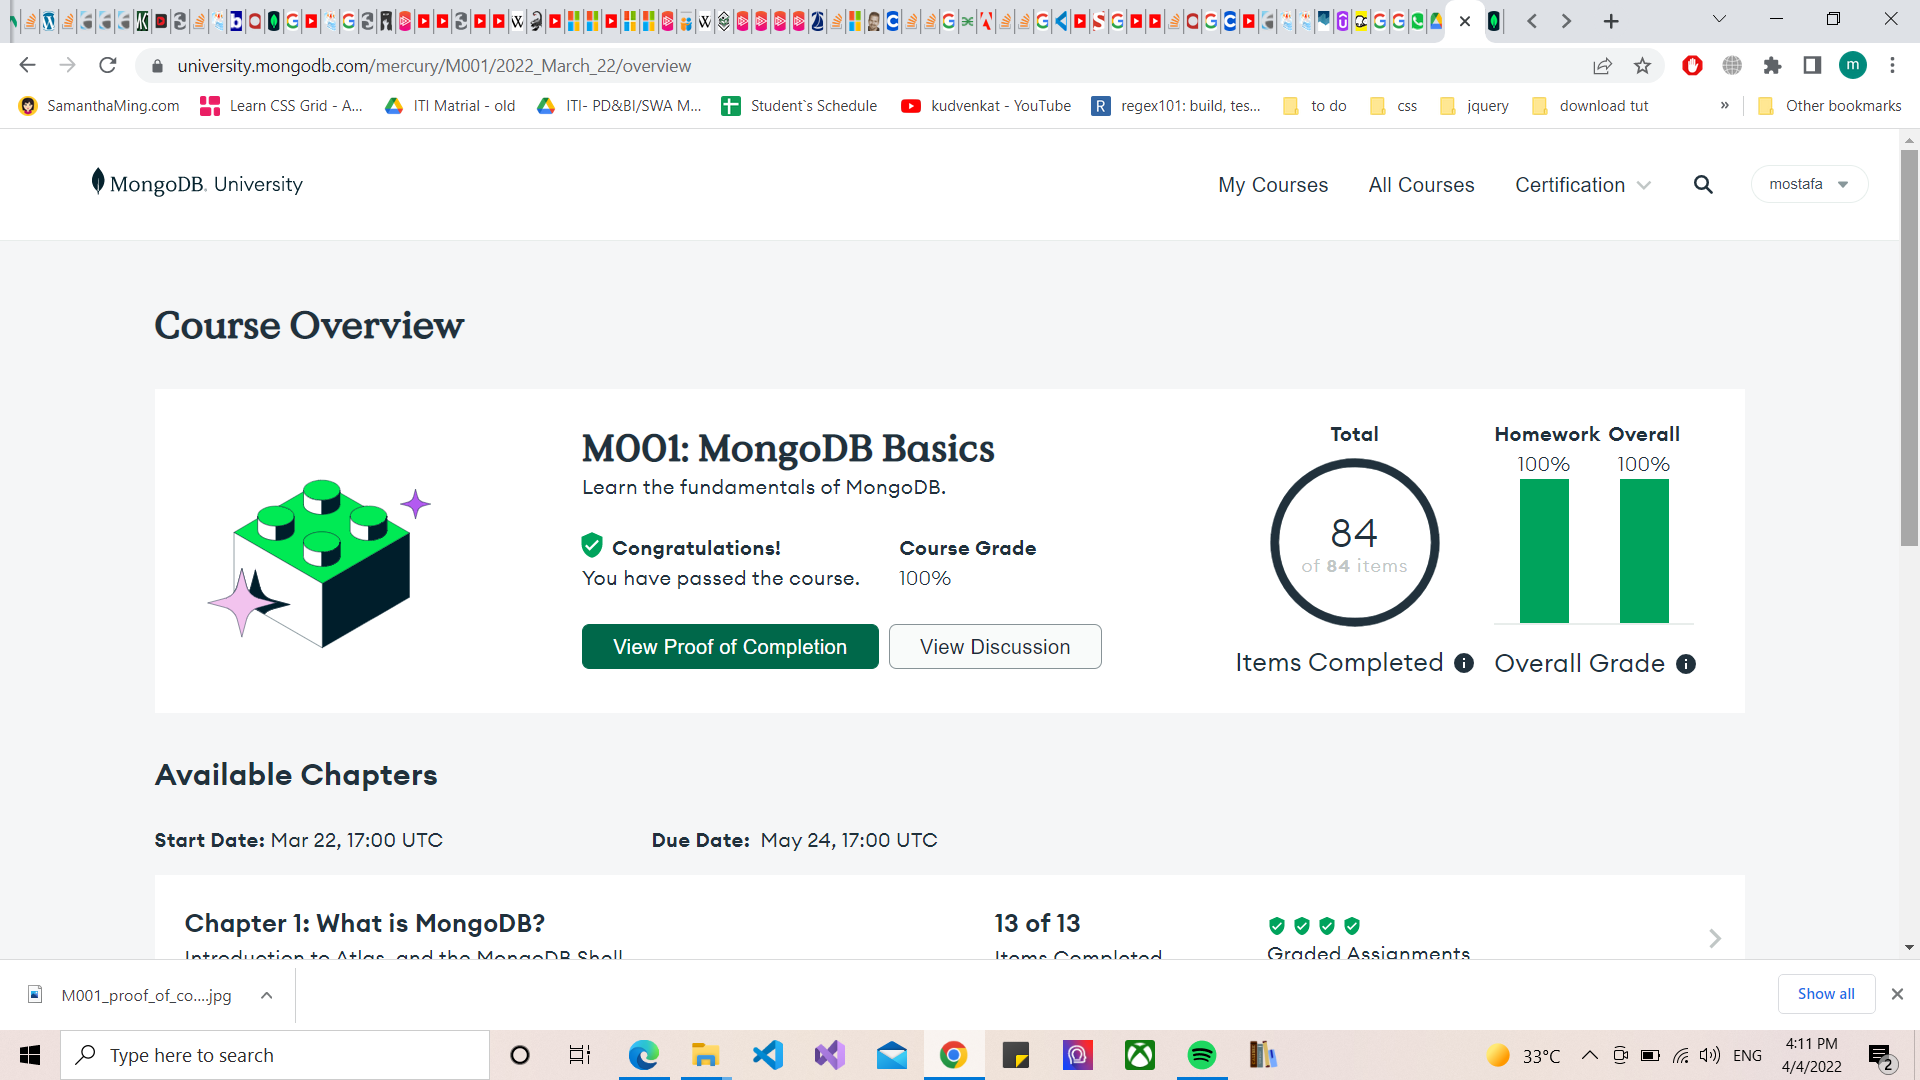 university.mongodb.com/mercury/M001/2022_March_22/overview
m
SamanthaMing.com
Learn CSS Grid - A...
ITI Matrial - old
ITI- PD&BI/SWA M...
Student`s Schedule
kudvenkat - YouTube
regex101: build, tes...
to do
css
jquery
download tut
»
Other bookmarks
MongoDB. University
My Courses
All Courses
Certification
mostafa
Course Overview
M001: MongoDB Basics
Learn the fundamentals of MongoDB.
Congratulations!
You have passed the course.
Course Grade
100%
View Proof of Completion
View Discussion
Total
84
of 84 items
Items Completed
Homework
100%
Overall
100%
Overall Grade
Available Chapters
Start Date: Mar 22, 17:00 UTC
Due Date: May 24, 17:00 UTC
Chapter 1: What is MongoDB?
Introduction to Atlas, and the MongoDB Shell
13 of 13
Items Completed
Graded Assignments
M001_proof_of_co....jpg
Show all
Type here to search
33°C
ENG
4:11 PM
4/4/2022
2